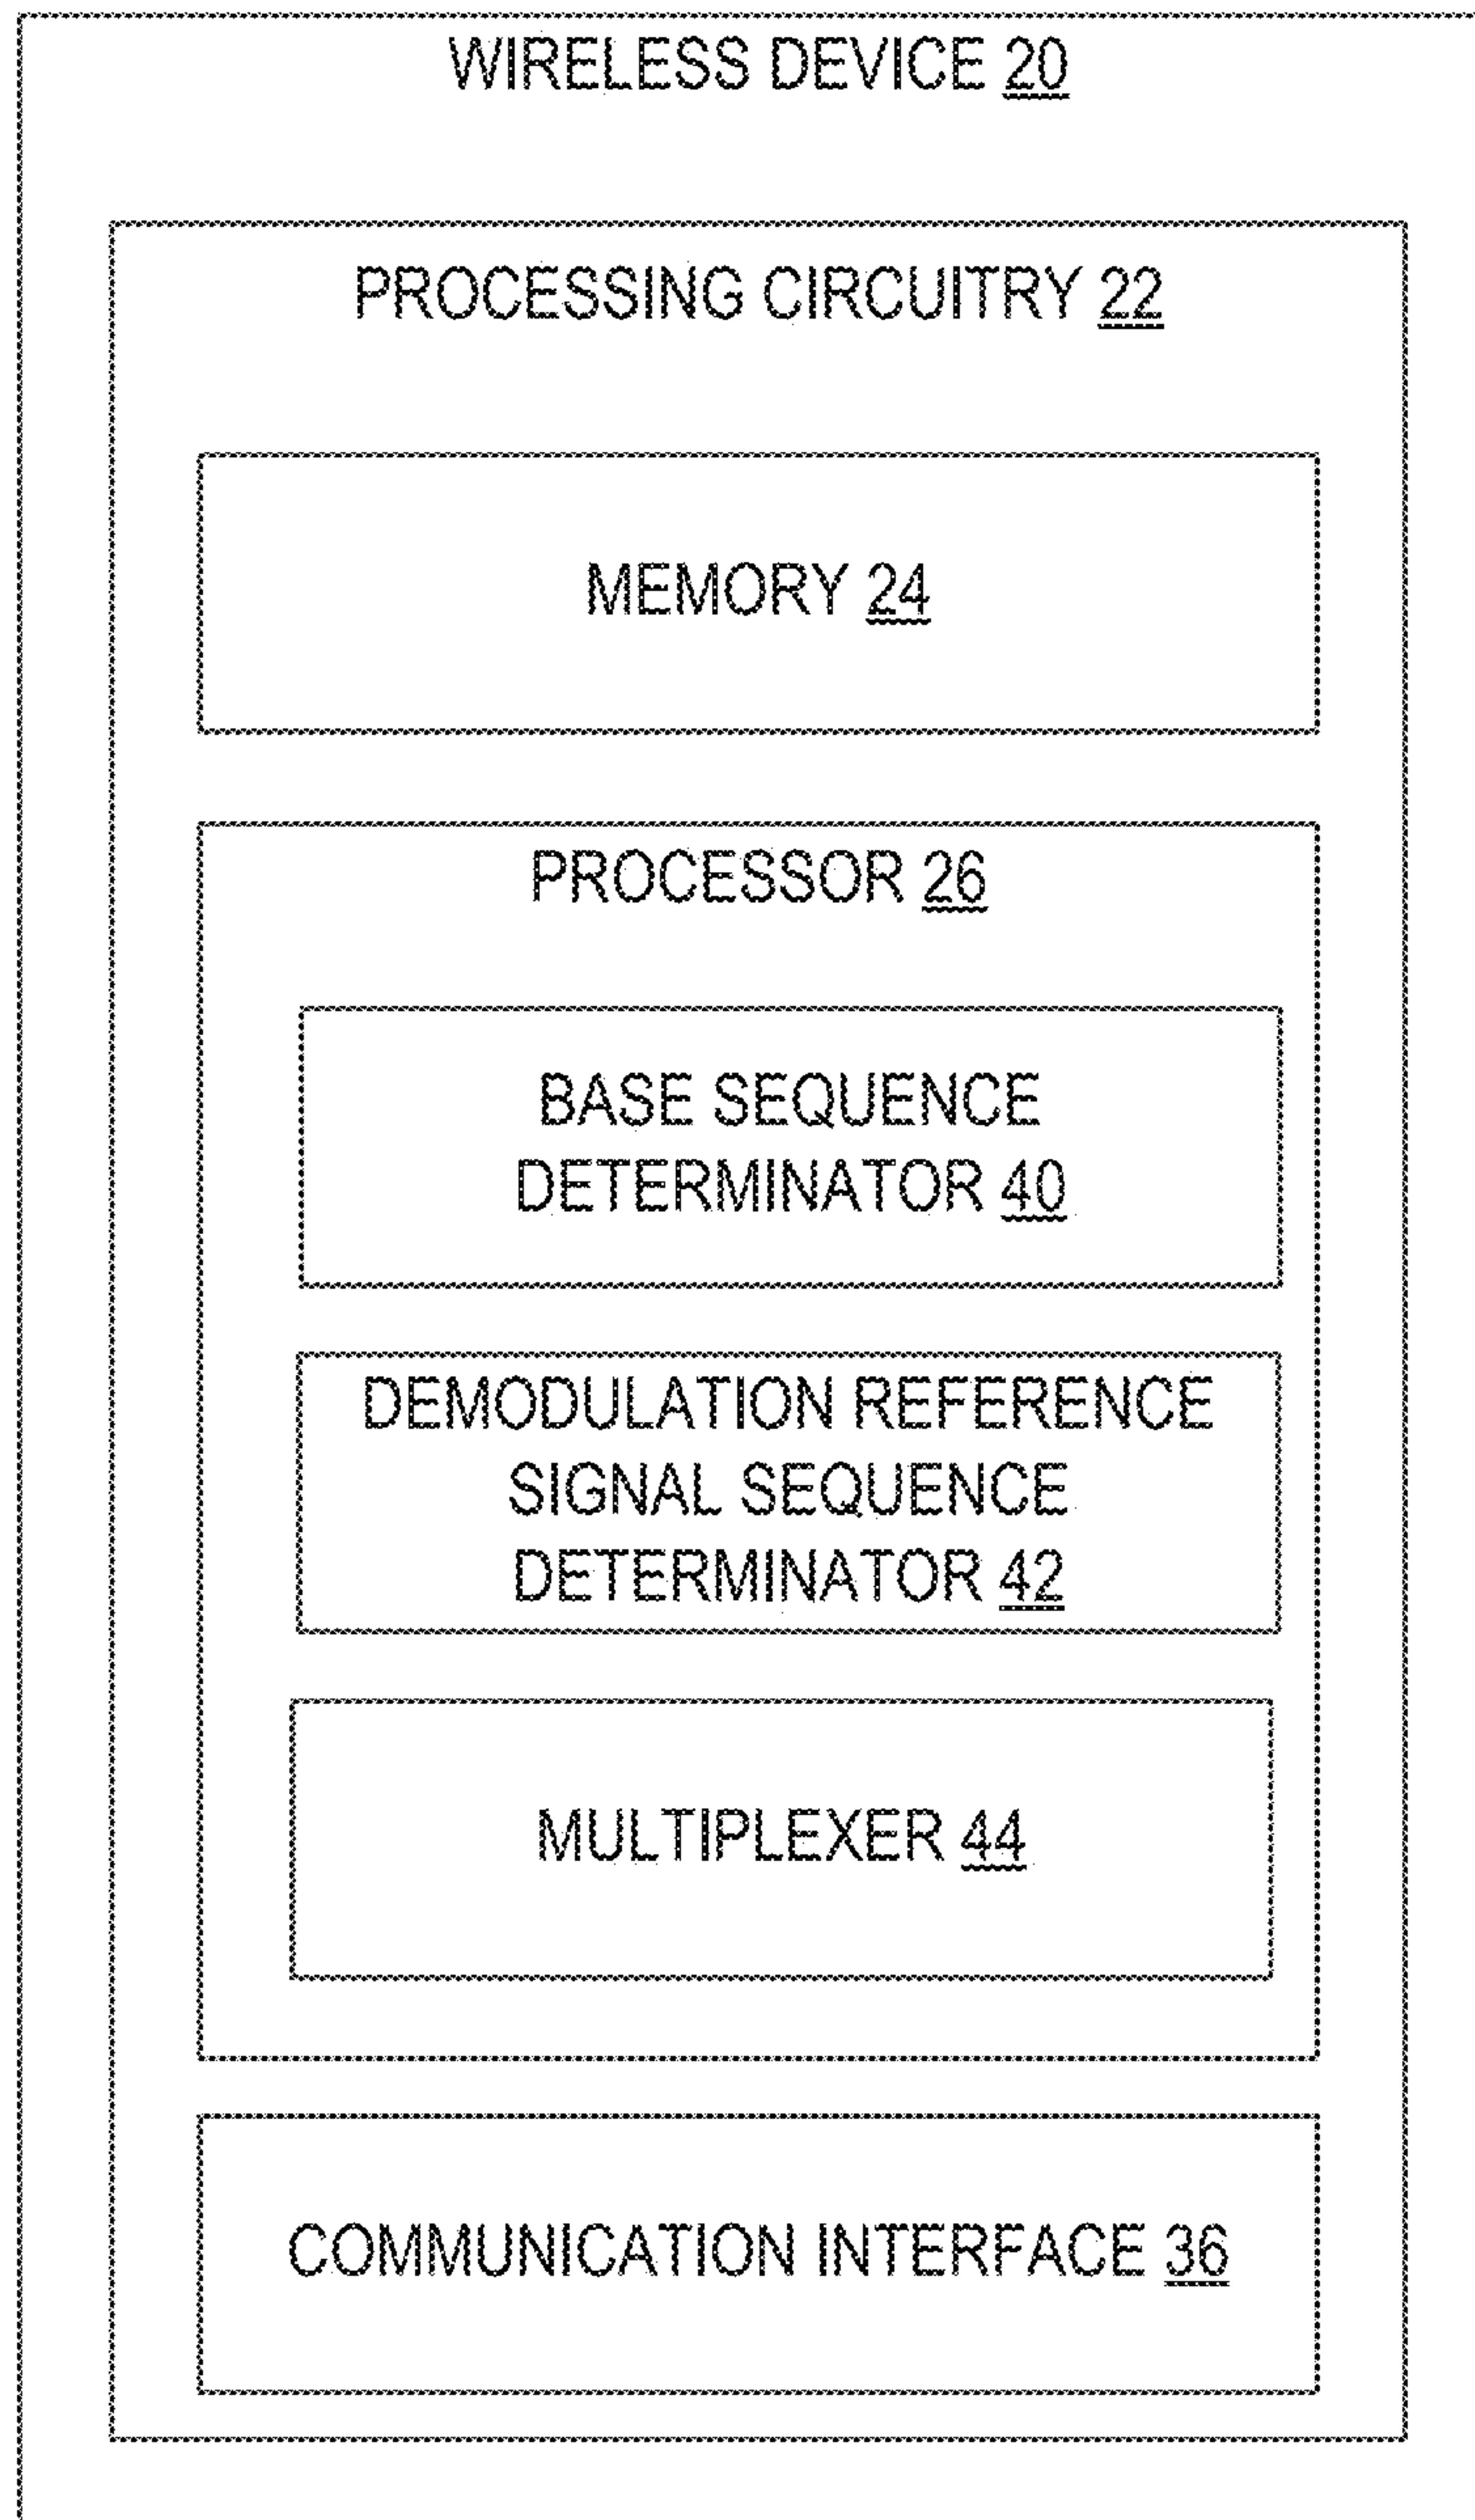 WIRELESS DEVICE 20
PROCESSING CIRCUITRY 22
MEMORY 24
PROCESSOR 26
BASE SEQUENCE
DETERMINATOR 40
DEMODULATION REFERENCE
SIGNAL SEQUENCE
DETERMINATOR 42
MULTIPLEXER 44
COMMUNICATION INTERFACE 36